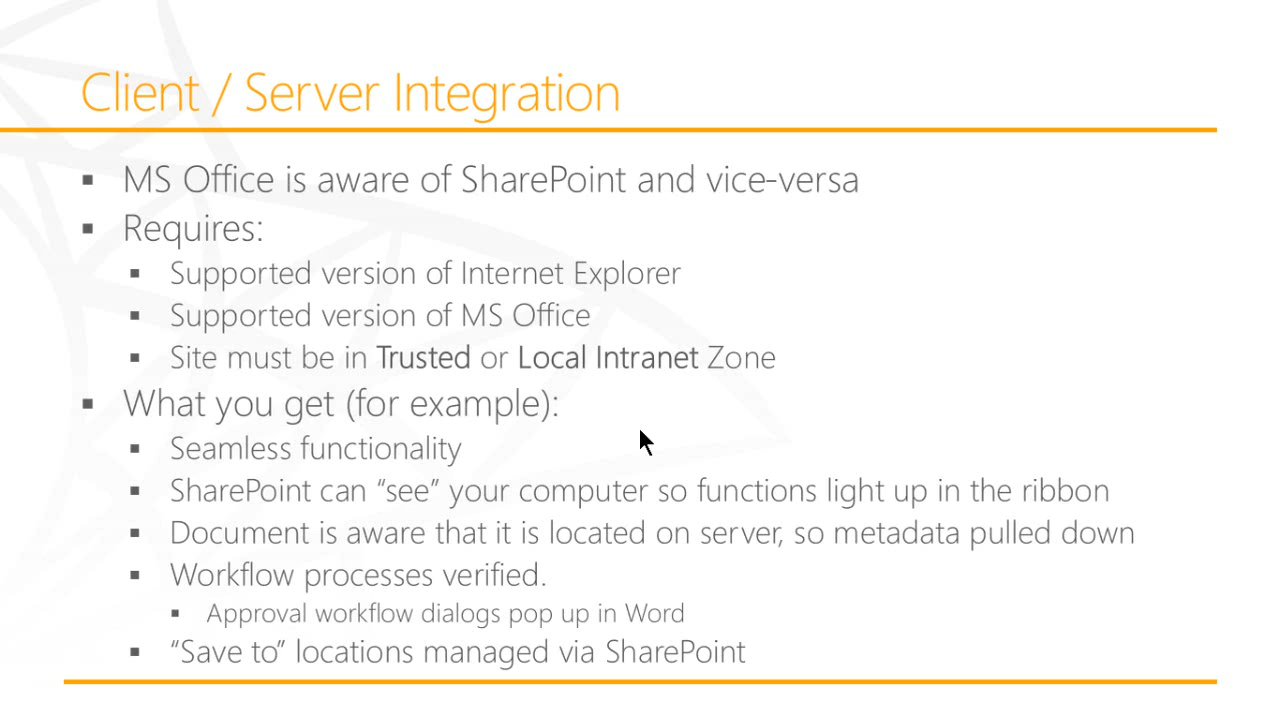 Client / Server Integration
▪ MS Office is aware of SharePoint and vice-versa
▪ Requires:
▪ Supported version of Internet Explorer
▪ Supported version of MS Office
▪ Site must be in Trusted or Local Intranet Zone
▪ What you get (for example):
▪ Seamless functionality
▪ SharePoint can “see” your computer so functions light up in the ribbon
▪ Document is aware that it is located on server, so metadata pulled down
▪ Workflow processes verified.
▪ Approval workflow dialogs pop up in Word
▪ “Save to” locations managed via SharePoint